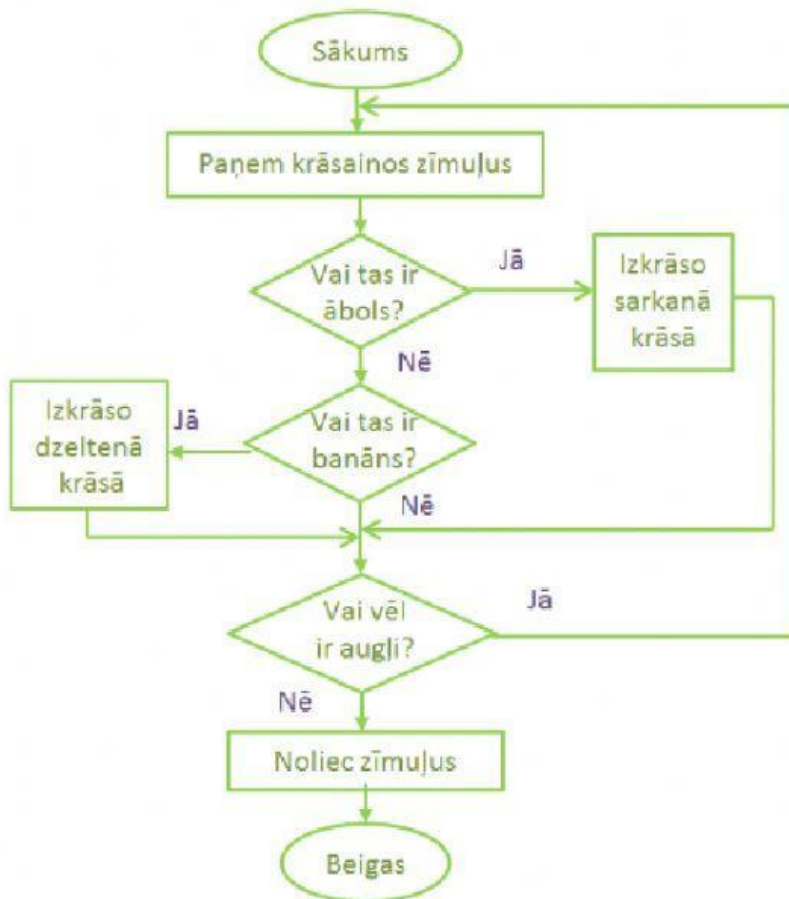 Sākums
Paņem krāsainos zīmuļus
Vai tas ir
ābols?
Jā
Izkrāso
sarkanā
krāsā
Nē
Izkrāso
dzeltenā
krāsā
Jā
Vai tas ir
banāns?
Nē
Vai vēl
ir augļi?
Jā
Nē
Noliec zīmuļus
Beigas